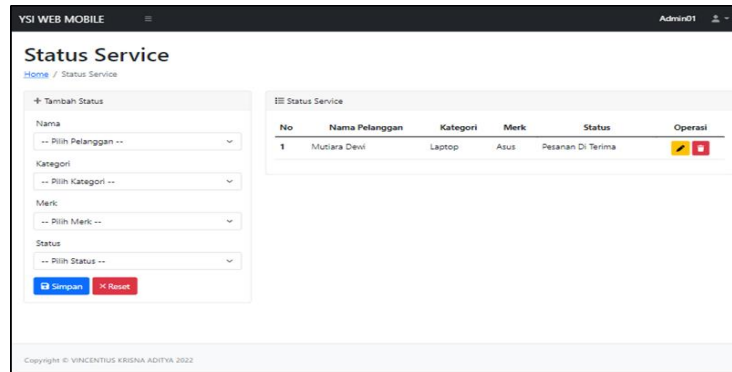 YSI WEB MOBILE
Admin01
Status Service
Home / Status Service
+ Tambah Status
Nama
-- Pilih Pelanggan --
Kategori
-- Pilih Kategori --
Merk
-- Pilih Merk --
Status
-- Pilih Status --
Simpan × Reset
Status Service
No Nama Pelanggan Kategori Merk Status Operasi
1 Mutiara Dewi Laptop Asus Pesanan Di Terima
Copyright © VINCENTIUS KRISNA ADITYA 2022